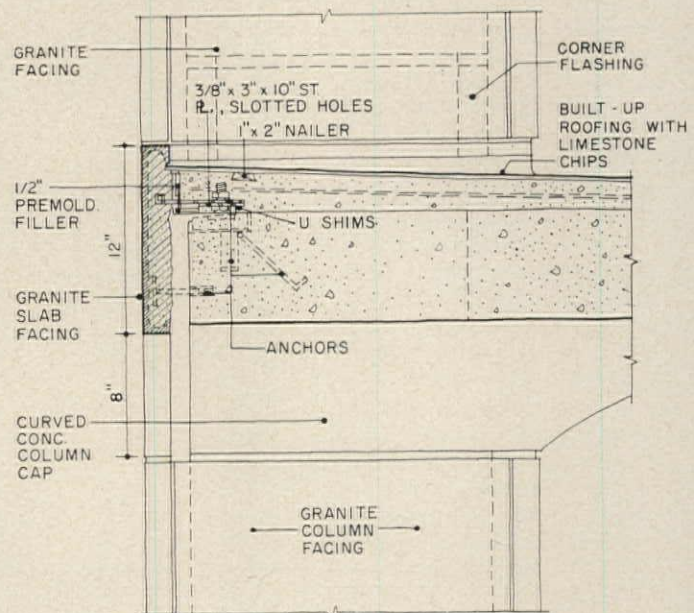 GRANITE
FACING
CORNER
FLASHING
3/8" x 3" x 10" ST.
PL., SLOTTED HOLES
1" x 2" NAILER
BUILT-UP
ROOFING WITH
LIMESTONE
CHIPS
1/2"
PREMOLD.
FILLER
U SHIMS
12"
GRANITE
SLAB
FACING
ANCHORS
8"
CURVED
CONC.
COLUMN
CAP
GRANITE
COLUMN
FACING